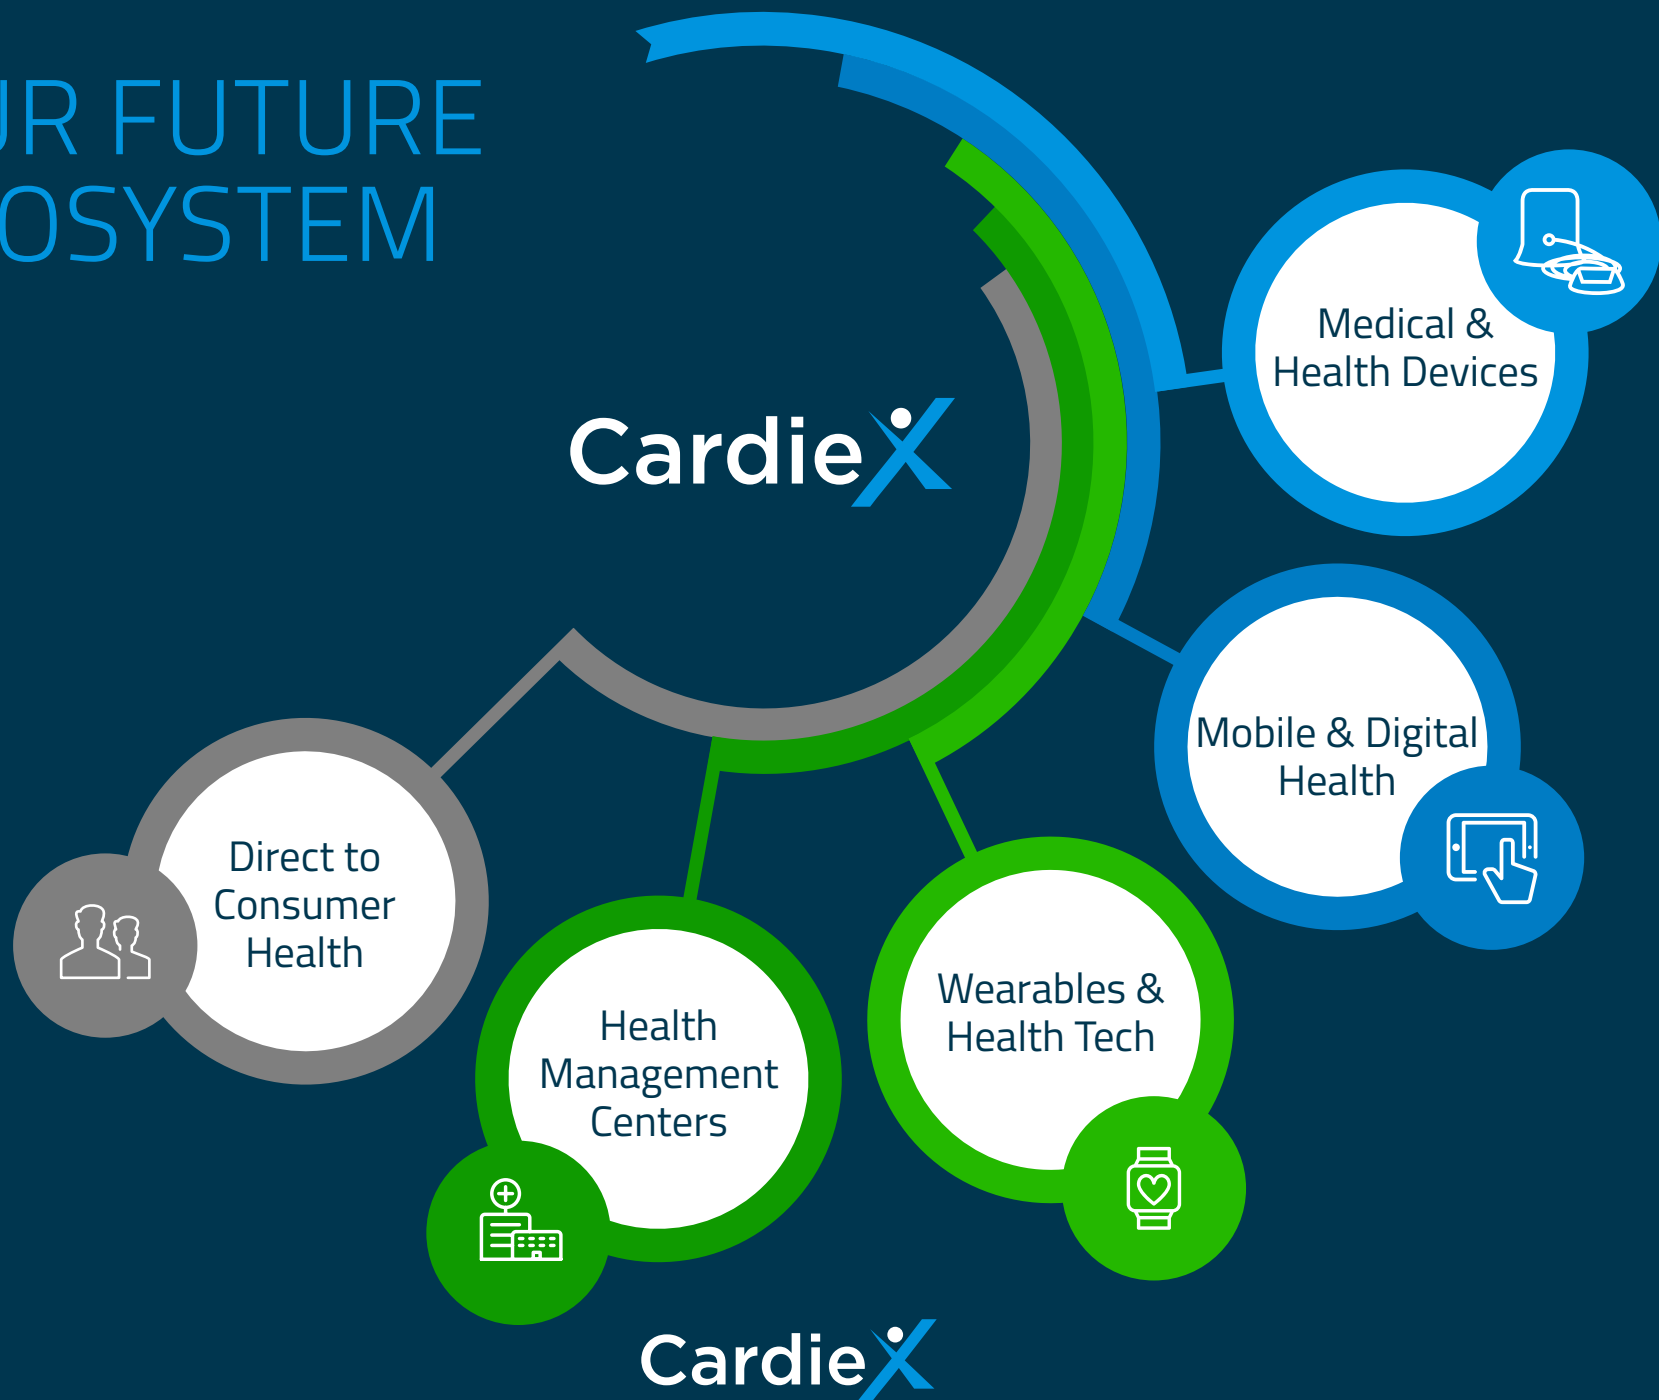 UR FUTURE
OSYSTEM
CardieX
Medical &
Health Devices
Mobile & Digital
Health
Wearables &
Health Tech
Health
Management
Centers
Direct to
Consumer
Health
CardieX